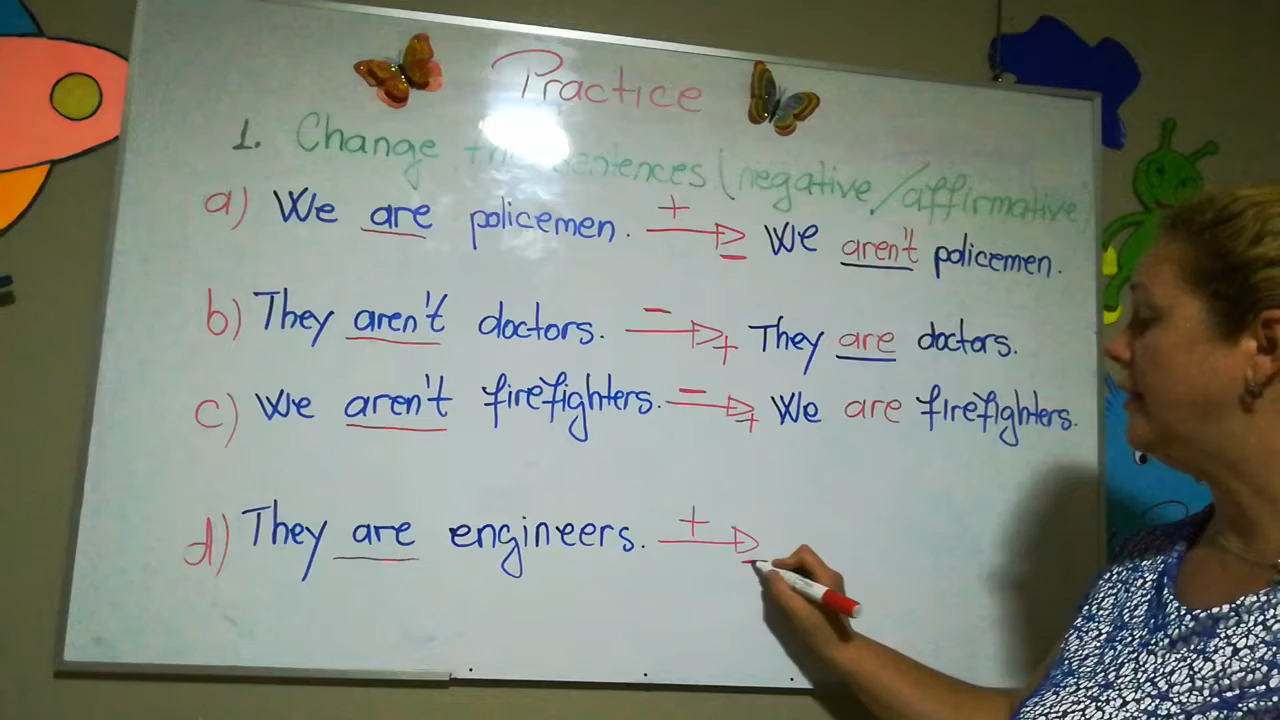 Practice
1. Change the sentences (negative/affirmative)
a) We are policemen. + - We aren't policemen.
b) They aren't doctors. - + They are doctors.
c) We aren't firefighters. - + We are firefighters.
d) They are engineers. + -